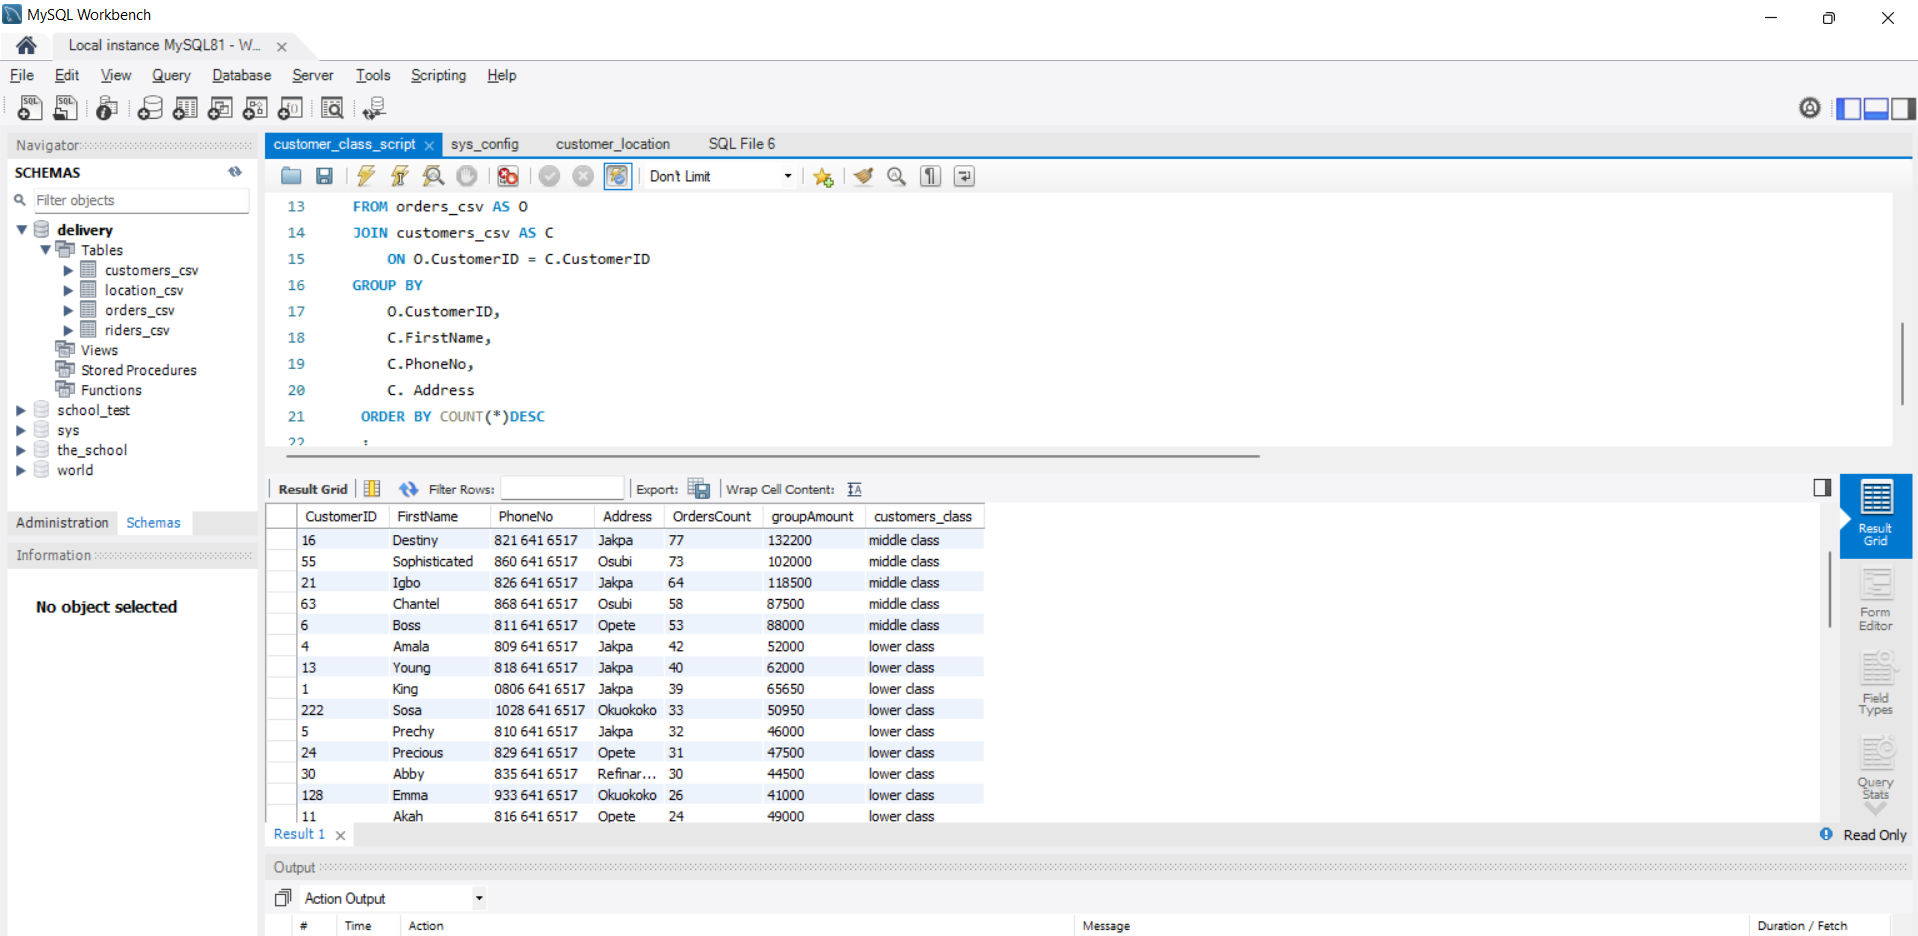 MySQL Workbench
Local instance MySQL81 - W...
File Edit View Query Database Server Tools Scripting Help
Navigator
SCHEMAS
Filter objects
delivery
Tables
customers_csv
location_csv
orders_csv
riders_csv
Views
Stored Procedures
Functions
school_test
sys
the_school
world
Administration Schemas
Information
No object selected
customer_class_script sys_config customer_location SQL File 6
Don't Limit
13 FROM orders_csv AS O
14 JOIN customers_csv AS C
15 ON O.CustomerID = C.CustomerID
16 GROUP BY
17 O.CustomerID,
18 C.FirstName,
19 C.PhoneNo,
20 C. Address
21 ORDER BY COUNT(*)DESC
22 ;
Result Grid Filter Rows: Export: Wrap Cell Content:
CustomerID FirstName PhoneNo Address OrdersCount groupAmount customers_class
16 Destiny 821 641 6517 Jakpa 77 132200 middle class
55 Sophisticated 860 641 6517 Osubi 73 102000 middle class
21 Igbo 826 641 6517 Jakpa 64 118500 middle class
63 Chantel 868 641 6517 Osubi 58 87500 middle class
6 Boss 811 641 6517 Opete 53 88000 middle class
4 Amala 809 641 6517 Jakpa 42 52000 lower class
13 Young 818 641 6517 Jakpa 40 62000 lower class
1 King 0806 641 6517 Jakpa 39 65650 lower class
222 Sosa 1028 641 6517 Okuokoko 33 50950 lower class
5 Prechy 810 641 6517 Jakpa 32 46000 lower class
24 Precious 829 641 6517 Opete 31 47500 lower class
30 Abby 835 641 6517 Refinar... 30 44500 lower class
128 Emma 933 641 6517 Okuokoko 26 41000 lower class
11 Akah 816 641 6517 Opete 24 49000 lower class
Result
Grid
Form
Editor
Field
Types
Query
Stats
Result 1
Read Only
Output
Action Output
# Time Action Message Duration / Fetch